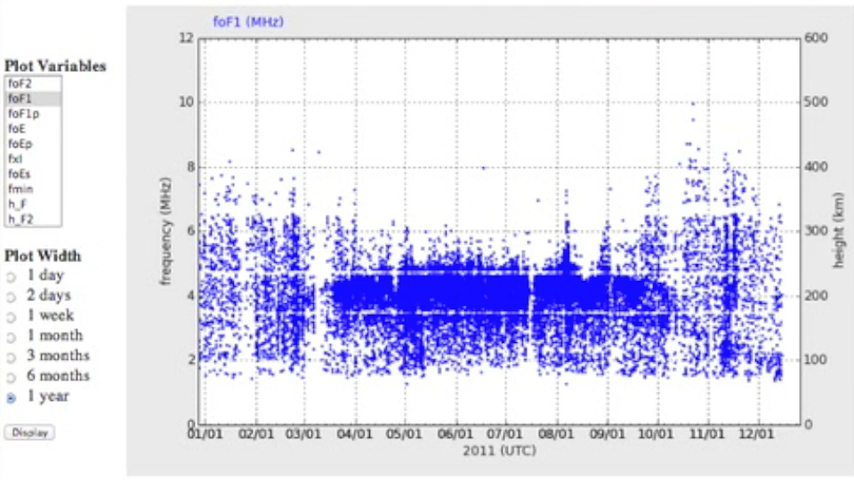 foF1 (MHz)
Plot Variables
foF2
foF1
foF1p
foE
foEp
fxI
foEs
fmin
h_F
h_F2
Plot Width
1 day
2 days
1 week
1 month
3 months
6 months
1 year
Display
frequency (MHz)
12
10
8
6
4
2
0
600
500
400
300
200
100
0
height (km)
01/01 02/01 03/01 04/01 05/01 06/01 07/01 08/01 09/01 10/01 11/01 12/01
2011 (UTC)